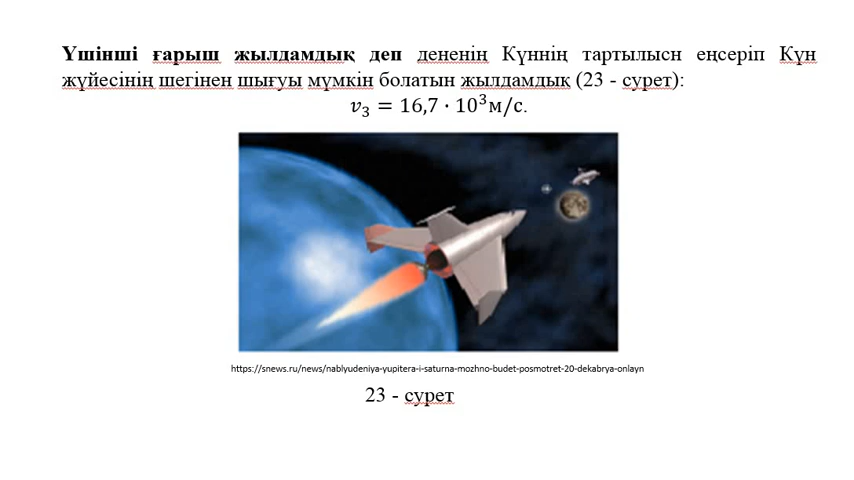 Үшінші ғарыш жылдамдық деп дененің Күннің тартылысн еңсеріп Күн
жүйесінің шегінен шығуы мүмкін болатын жылдамдық (23 - сурет):
𝑣₃ = 16,7 ∙ 10³м/с.
https://snews.ru/news/nablyudeniya-yupitera-i-saturna-mozhno-budet-posmotret-20-dekabrya-onlayn
23 - сурет